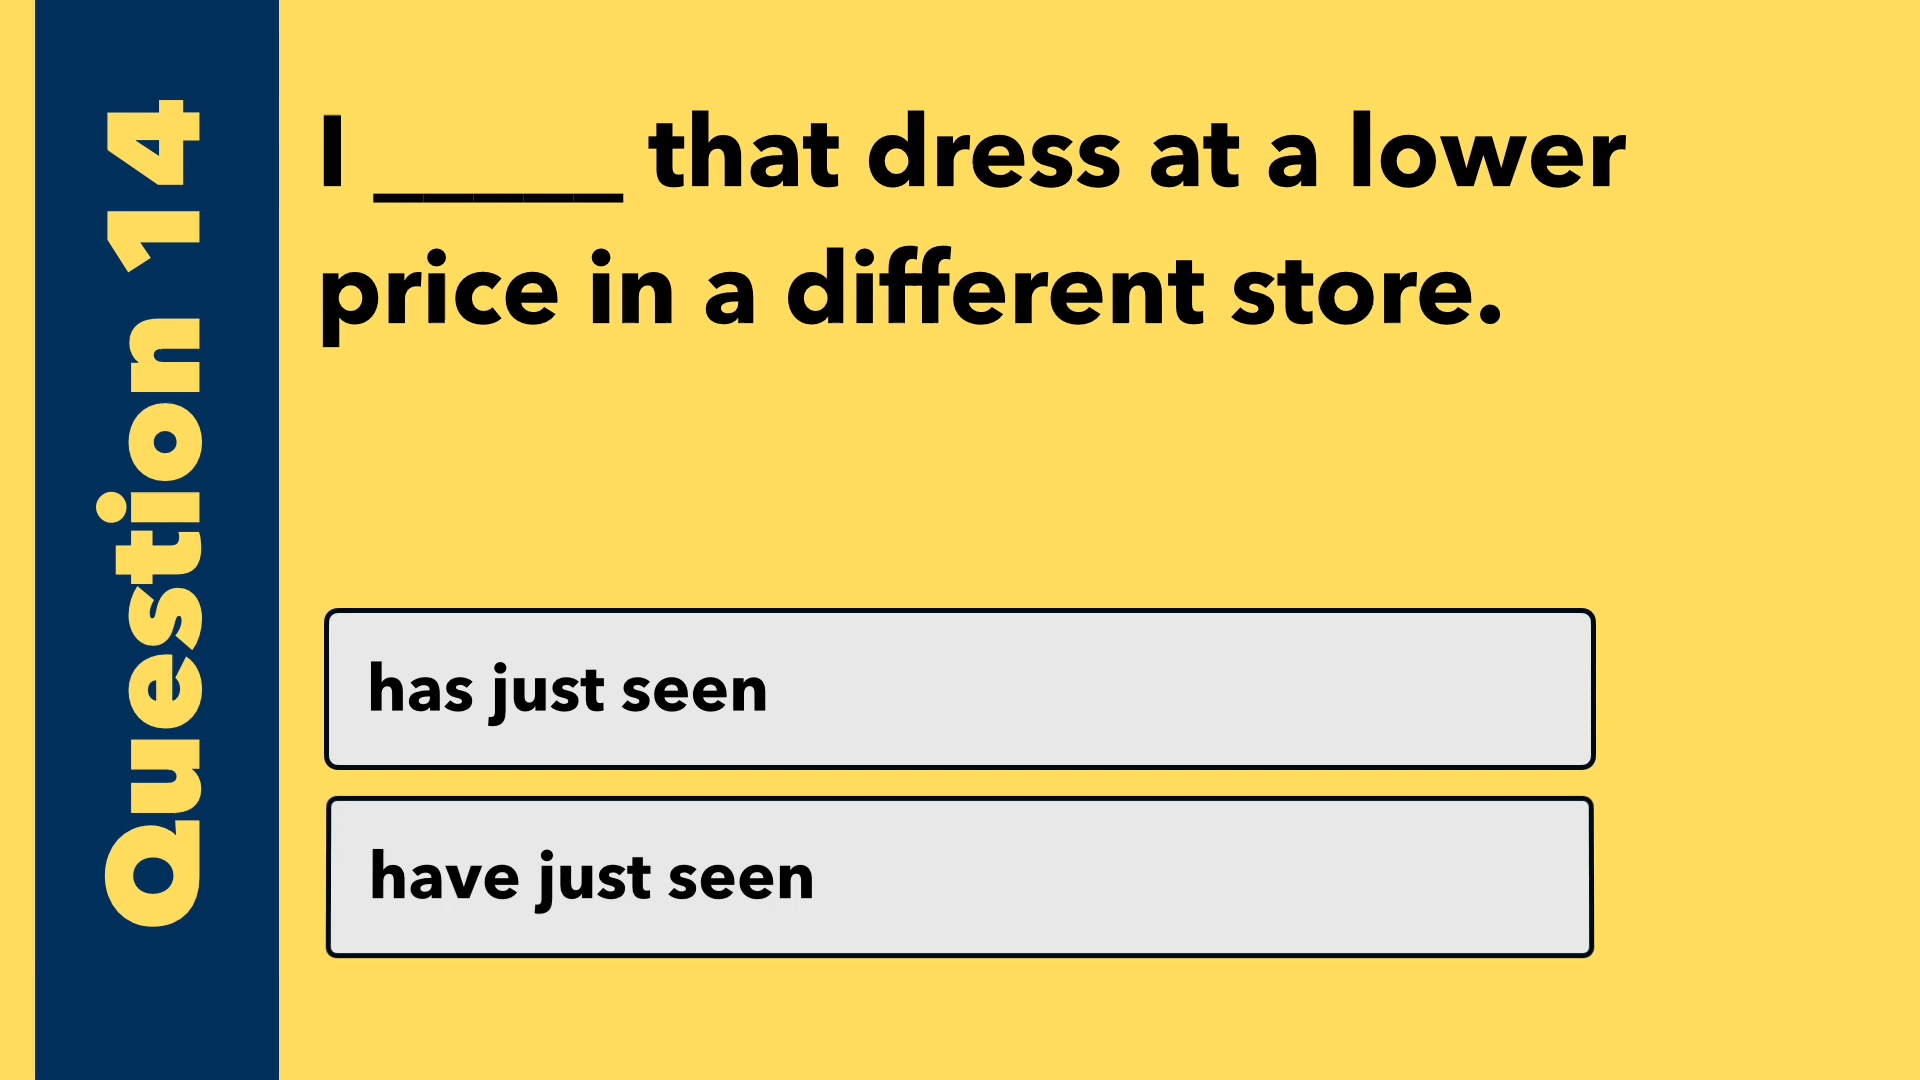 Question 14
I _____ that dress at a lower
price in a different store.
has just seen
have just seen